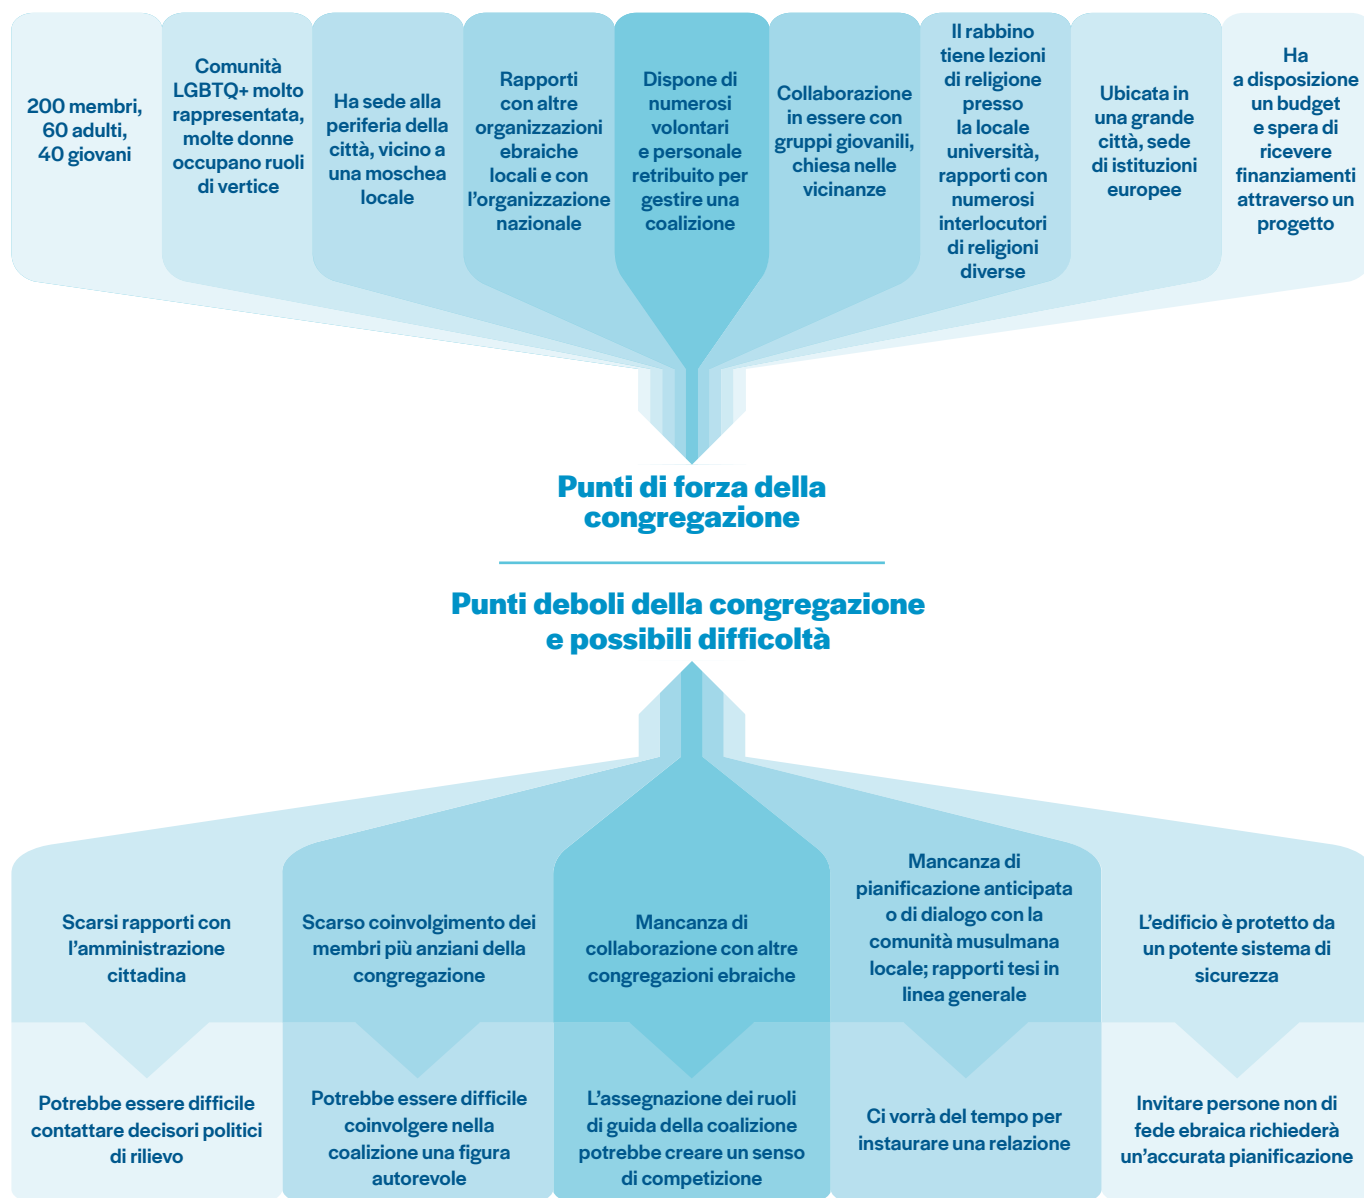 200 membri,
60 adulti,
40 giovani
Comunità
LGBTQ+ molto
rappresentata,
molte donne
occupano ruoli
di vertice
Ha sede alla
periferia della
città, vicino a
una moschea
locale
Rapporti
con altre
organizzazioni
ebraiche
locali e con
l'organizzazione
nazionale
Dispone di
numerosi
volontari
e personale
retribuito per
gestire una
coalizione
Collaborazione
in essere con
gruppi giovanili,
chiesa nelle
vicinanze
Il rabbino
tiene lezioni
di religione
presso
la locale
università,
rapporti con
numerosi
interlocutori
di religioni
diverse
Ubicata in
una grande
città, sede
di istituzioni
europee
Ha
a disposizione
un budget
e spera di
ricevere
finanziamenti
attraverso un
progetto
Punti di forza della
congregazione
Punti deboli della congregazione
e possibili difficoltà
Scarsi rapporti con
l'amministrazione
cittadina
Scarso coinvolgimento dei
membri più anziani della
congregazione
Mancanza di
collaborazione con altre
congregazioni ebraiche
Mancanza di
pianificazione anticipata
o di dialogo con la
comunità musulmana
locale; rapporti tesi in
linea generale
L'edificio è protetto da
un potente sistema di
sicurezza
Potrebbe essere difficile
contattare decisori politici
di rilievo
Potrebbe essere difficile
coinvolgere nella
coalizione una figura
autorevole
L'assegnazione dei ruoli
di guida della coalizione
potrebbe creare un senso
di competizione
Ci vorrà del tempo per
instaurare una relazione
Invitare persone non di
fede ebraica richiederà
un'accurata pianificazione